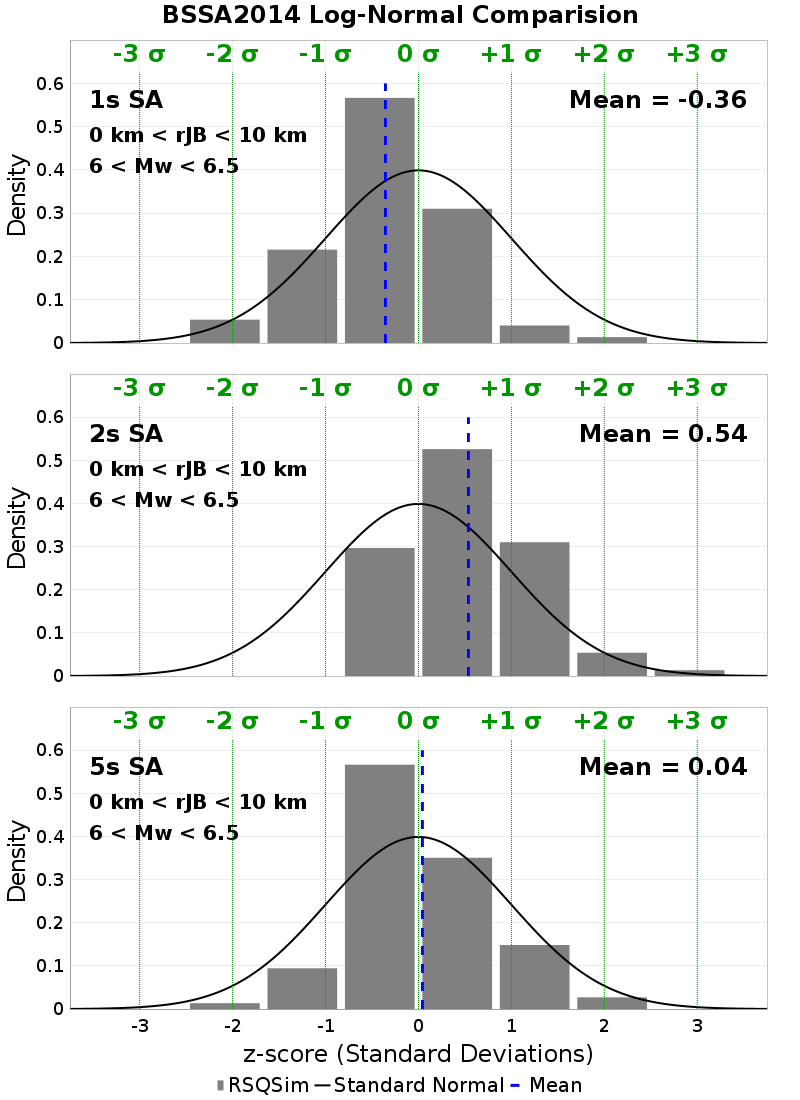 BSSA2014 Log-Normal Comparision
-3 σ -2 σ -1 σ 0 σ +1 σ +2 σ +3 σ
1s SA Mean = -0.36
0 km < rJB < 10 km
6 < Mw < 6.5
Density
0.6
0.5
0.4
0.3
0.2
0.1
0
-3 σ -2 σ -1 σ 0 σ +1 σ +2 σ +3 σ
2s SA Mean = 0.54
0 km < rJB < 10 km
6 < Mw < 6.5
Density
0.6
0.5
0.4
0.3
0.2
0.1
0
-3 σ -2 σ -1 σ 0 σ +1 σ +2 σ +3 σ
5s SA Mean = 0.04
0 km < rJB < 10 km
6 < Mw < 6.5
Density
0.6
0.5
0.4
0.3
0.2
0.1
0
-3 -2 -1 0 1 2 3
z-score (Standard Deviations)
RSQSim Standard Normal Mean